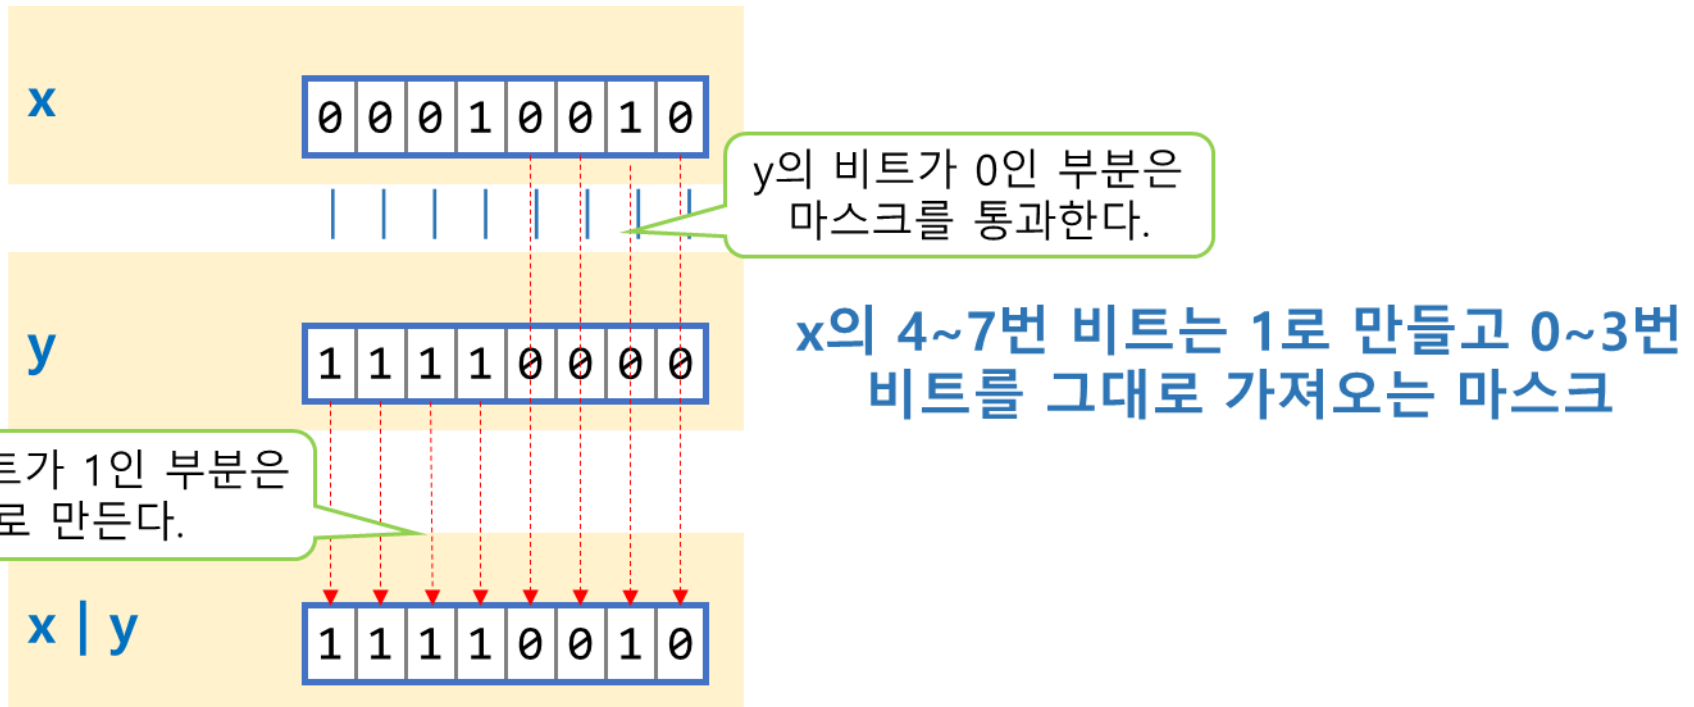 x
0 0 0 1 0 0 1 0
y의 비트가 0인 부분은
마스크를 통과한다.
| | | | | | | |
y
1 1 1 1 0 0 0 0
x의 4~7번 비트는 1로 만들고 0~3번
비트를 그대로 가져오는 마스크
트가 1인 부분은
로 만든다.
x | y
1 1 1 1 0 0 1 0